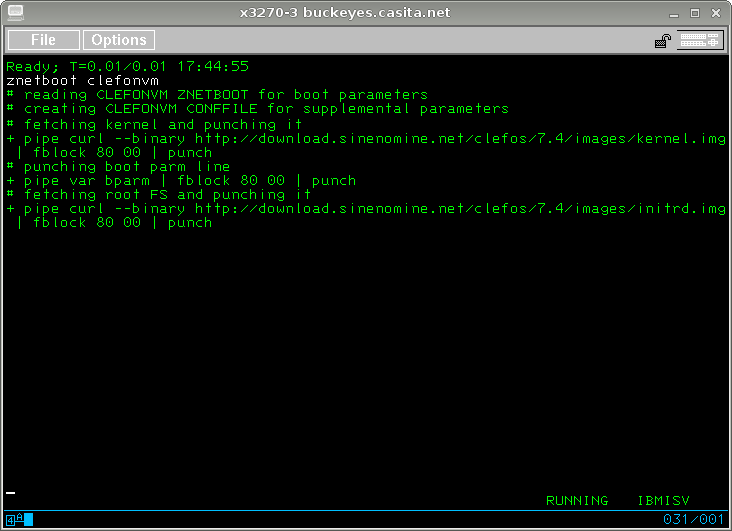 x3270-3 buckeyes.casita.net
File Options
Ready; T=0.01/0.01 17:44:55
znetboot clefonvm
# reading CLEFONVM ZNETBOOT for boot parameters
# creating CLEFONVM CONFFILE for supplemental parameters
# fetching kernel and punching it
+ pipe curl --binary http://download.sinenomine.net/clefos/7.4/images/kernel.img
| fblock 80 00 | punch
# punching boot parm line
+ pipe var bparm | fblock 80 00 | punch
# fetching root FS and punching it
+ pipe curl --binary http://download.sinenomine.net/clefos/7.4/images/initrd.img
| fblock 80 00 | punch
RUNNING IBMISV
4A 031/001